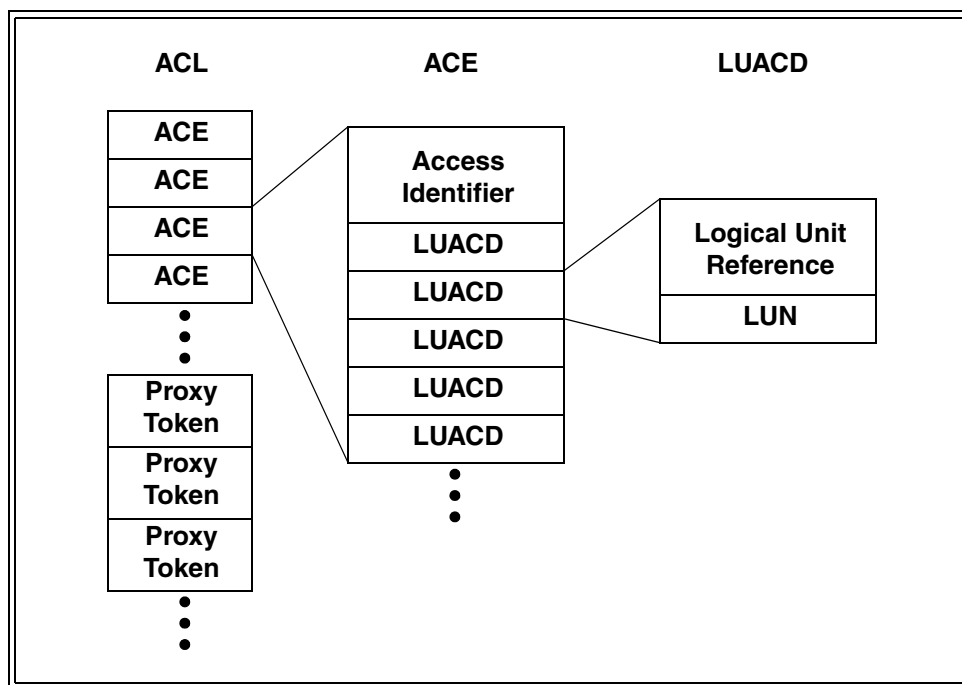 ACL
ACE
LUACD
ACE
ACE
ACE
ACE
Proxy
Token
Proxy
Token
Proxy
Token
Access
Identifier
LUACD
LUACD
LUACD
LUACD
LUACD
Logical Unit
Reference
LUN